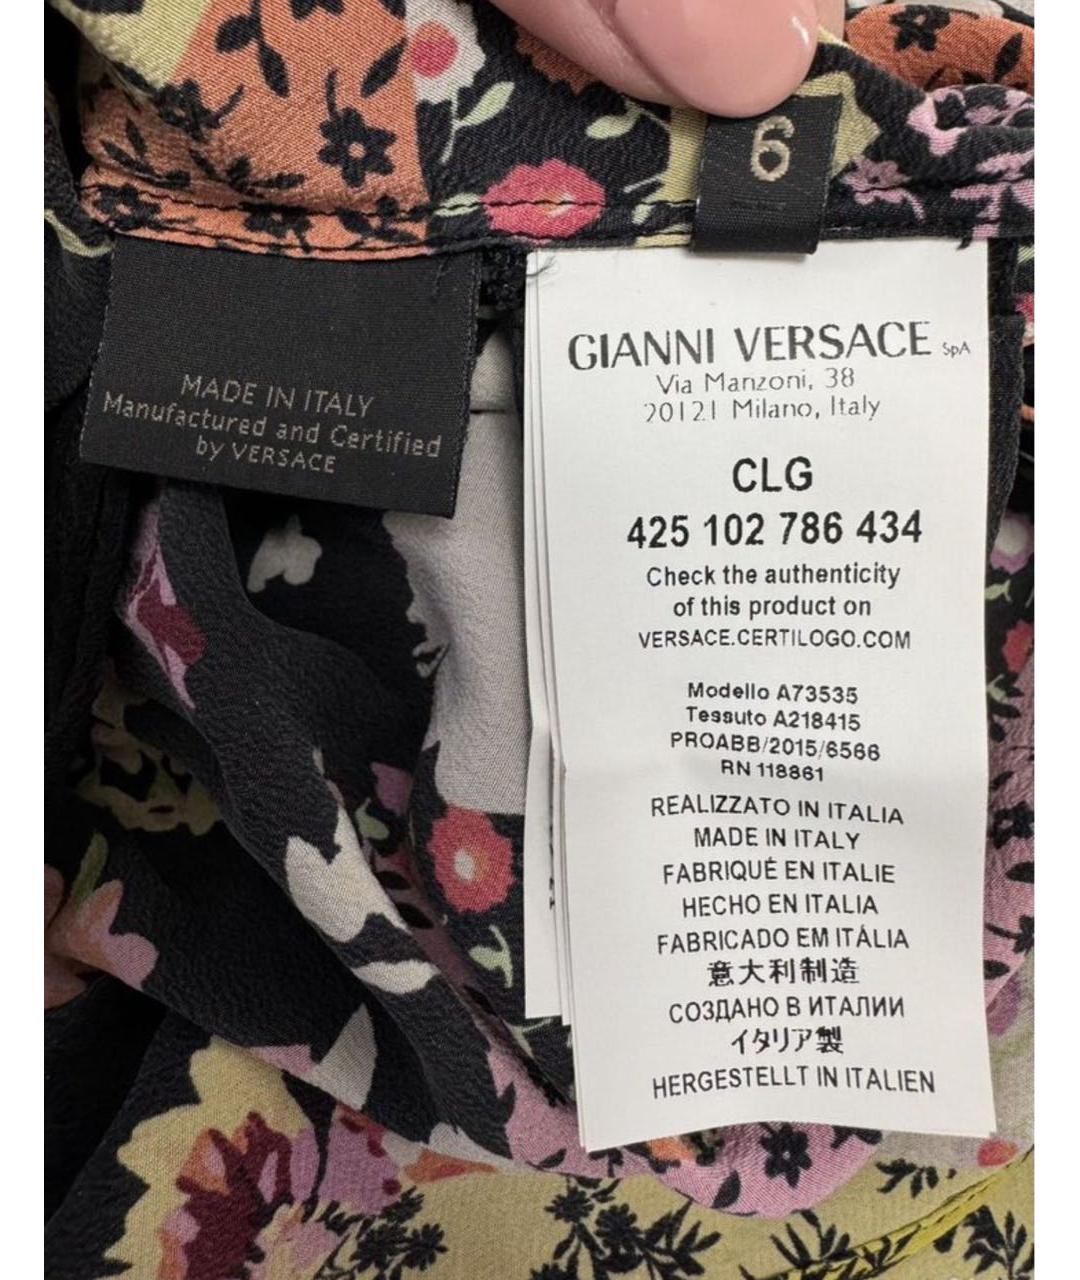 6
MADE IN ITALY
Manufactured and Certified
by VERSACE
GIANNI VERSACE SpA
Via Manzoni, 38
20121 Milano, Italy
CLG
425 102 786 434
Check the authenticity
of this product on
VERSACE.CERTILOGO.COM
Modello A73535
Tessuto A218415
PROABB/2015/6566
RN 118861
REALIZZATO IN ITALIA
MADE IN ITALY
FABRIQUÉ EN ITALIE
HECHO EN ITALIA
FABRICADO EM ITÁLIA
意大利制造
СОЗДАНО В ИТАЛИИ
イタリア製
HERGESTELLT IN ITALIEN